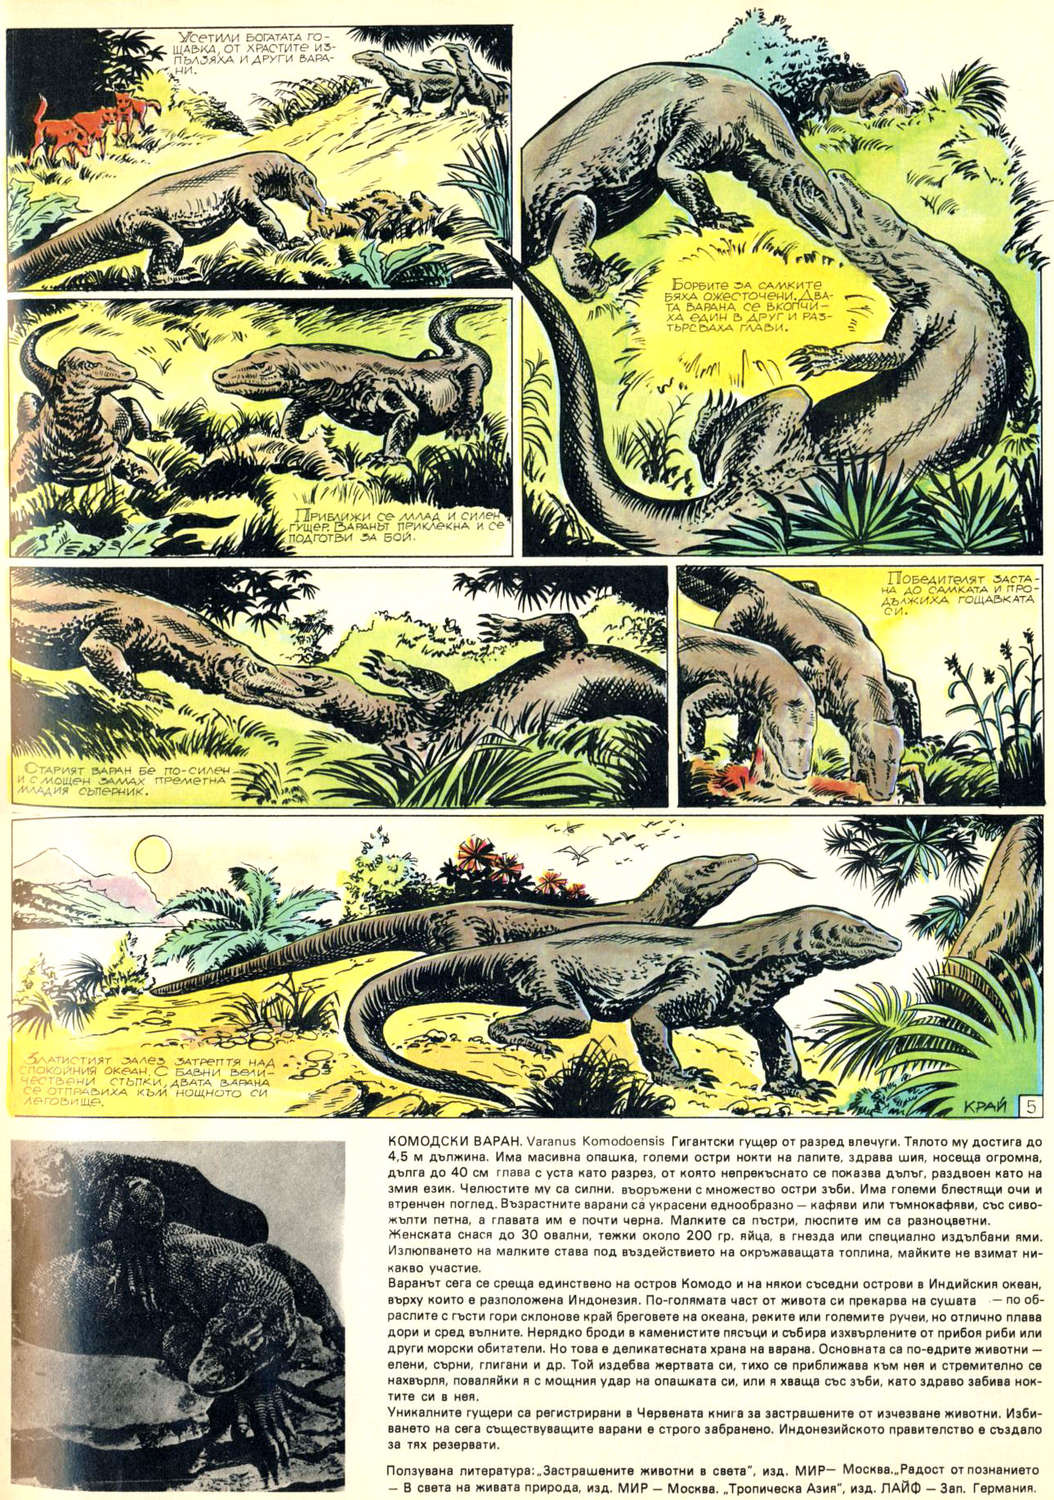 Усетили богатата го-
щавка, от храстите из-
пълзяха и други вара-
ни.
Борбите за самките
бяха ожесточени. Два-
та варана се вкопчи-
ха един в друг и раз-
търсваха глави.
Приближи се млад и силен
гущер. Варанът приклекна и се
подготви за бой.
Старият варан бе по-силен
и с мощен замах преметна
младия съперник.
Победителят заста-
на до самката и про-
дължиха гощавката
си.
Златистият залез затрептя над
спокойния океан. С бавни вели-
чествени стъпки, двата варана
се отправиха към нощното си
леговище.
КРАЙ 5
КОМОДСКИ ВАРАН. Varanus Komodoensis Гигантски гущер от разред влечуги. Тялото му достига до
4,5 м дължина. Има масивна опашка, големи остри нокти на лапите, здрава шия, носеща огромна,
дълга до 40 см глава с уста като разрез, от която непрекъснато се показва дълъг, раздвоен като на
змия език. Челюстите му са силни. въоръжени с множество остри зъби. Има големи блестящи очи и
втренчен поглед. Възрастните варани са украсени еднообразно — кафяви или тъмнокафяви, със сиво-
жълти петна, а главата им е почти черна. Малките са пъстри, люспите им са разноцветни.
Женската снася до 30 овални, тежки около 200 гр. яйца, в гнезда или специално издълбани ями.
Излюпването на малките става под въздействието на окръжаващата топлина, майките не взимат ни-
какво участие.
Варанът сега се среща единствено на остров Комодо и на някои съседни острови в Индийския океан,
върху които е разположена Индонезия. По-голямата част от живота си прекарва на сушата — по об-
раслите с гъсти гори склонове край бреговете на океана, реките или големите ручеи, но отлично плава
дори и сред вълните. Нерядко броди в каменистите пясъци и събира изхвърлените от прибоя риби или
други морски обитатели. Но това е деликатесната храна на варана. Основната са по-едрите животни —
елени, сърни, глигани и др. Той издебва жертвата си, тихо се приближава към нея и стремително се
нахвърля, поваляйки я с мощния удар на опашката си, или я хваща със зъби, като здраво забива нок-
тите си в нея.
Уникалните гущери са регистрирани в Червената книга за застрашените от изчезване животни. Изби-
ването на сега съществуващите варани е строго забранено. Индонезийското правителство е създало
за тях резервати.
Ползувана литература: „Застрашените животни в света", изд. МИР— Москва.„Радост от познанието
— В света на живата природа, изд. МИР — Москва. „Тропическа Азия", изд. ЛАЙФ — Зап. Германия.